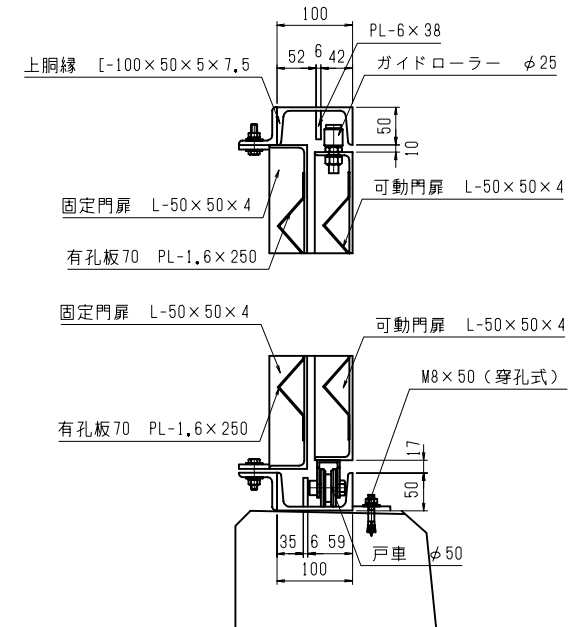 100
PL-6×38
52 6 42
上胴縁 [-100×50×5×7.5
ガイドローラー φ25
50
10
固定門扉 L-50×50×4
可動門扉 L-50×50×4
有孔板70 PL-1.6×250
固定門扉 L-50×50×4
可動門扉 L-50×50×4
M8×50（穿孔式）
有孔板70 PL-1.6×250
17
50
35 6 59
戸車 φ50
100